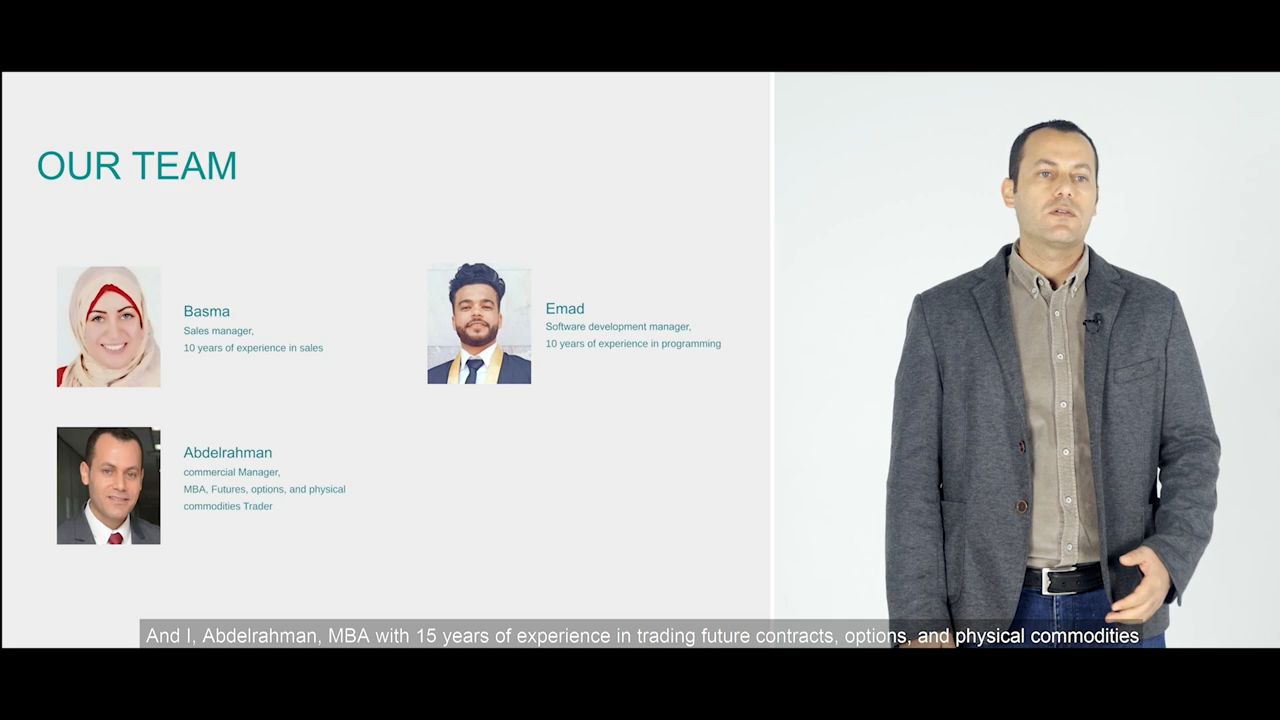 OUR TEAM
Basma
Sales manager,
10 years of experience in sales
Emad
Software development manager,
10 years of experience in programming
Abdelrahman
commercial Manager,
MBA, Futures, options, and physical
commodities Trader
And I, Abdelrahman, MBA with 15 years of experience in trading future contracts, options, and physical commodities